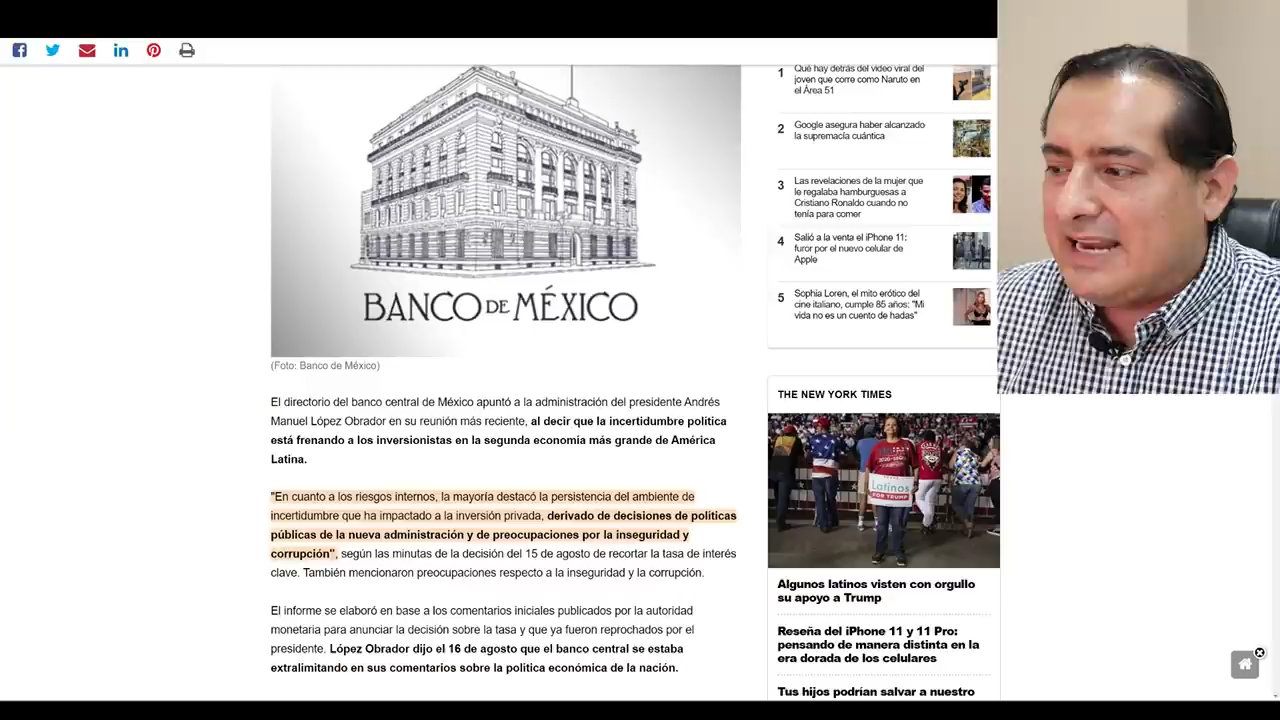 BANCO DE MÉXICO
(Foto: Banco de México)
El directorio del banco central de México apuntó a la administración del presidente Andrés
Manuel López Obrador en su reunión más reciente, al decir que la incertidumbre política
está frenando a los inversionistas en la segunda economía más grande de América
Latina.
"En cuanto a los riesgos internos, la mayoría destacó la persistencia del ambiente de
incertidumbre que ha impactado a la inversión privada, derivado de decisiones de políticas
públicas de la nueva administración y de preocupaciones por la inseguridad y
corrupción", según las minutas de la decisión del 15 de agosto de recortar la tasa de interés
clave. También mencionaron preocupaciones respecto a la inseguridad y la corrupción.
El informe se elaboró en base a los comentarios iniciales publicados por la autoridad
monetaria para anunciar la decisión sobre la tasa y que ya fueron reprochados por el
presidente. López Obrador dijo el 16 de agosto que el banco central se estaba
extralimitando en sus comentarios sobre la política económica de la nación.
1 Qué hay detrás del video viral del
joven que corre como Naruto en
el Área 51
2 Google asegura haber alcanzado
la supremacía cuántica
3 Las revelaciones de la mujer que
le regalaba hamburguesas a
Cristiano Ronaldo cuando no
tenía para comer
4 Salió a la venta el iPhone 11:
furor por el nuevo celular de
Apple
5 Sophia Loren, el mito erótico del
cine italiano, cumple 85 años: "Mi
vida no es un cuento de hadas"
THE NEW YORK TIMES
Latinos
FOR TRUMP
Algunos latinos visten con orgullo
su apoyo a Trump
Reseña del iPhone 11 y 11 Pro:
pensando de manera distinta en la
era dorada de los celulares
Tus hijos podrían salvar a nuestro